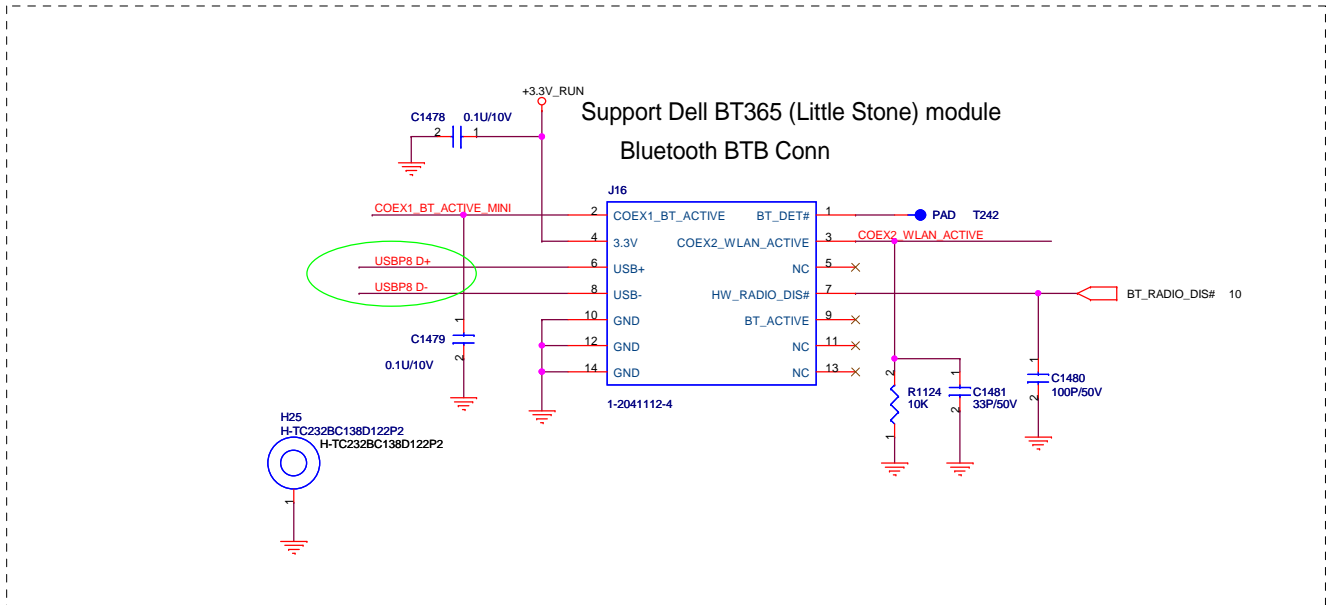 +3.3V_RUN
C1478 0.1U/10V
2 1
Support Dell BT365 (Little Stone) module
Bluetooth BTB Conn
J16
COEX1_BT_ACTIVE_MINI 2 COEX1_BT_ACTIVE BT_DET# 1 PAD T242
4 3.3V COEX2_WLAN_ACTIVE 3 COEX2_WLAN_ACTIVE
USBP8 D+ 6 USB+ NC 5
USBP8 D- 8 USB- HW_RADIO_DIS# 7 BT_RADIO_DIS# 10
10 GND BT_ACTIVE 9
12 GND NC 11
14 GND NC 13
1-2041112-4
1
C1479
2
0.1U/10V
2
R1124
10K
1
1
C1481
33P/50V
2
1
C1480
100P/50V
2
H25
H-TC232BC138D122P2
H-TC232BC138D122P2
1